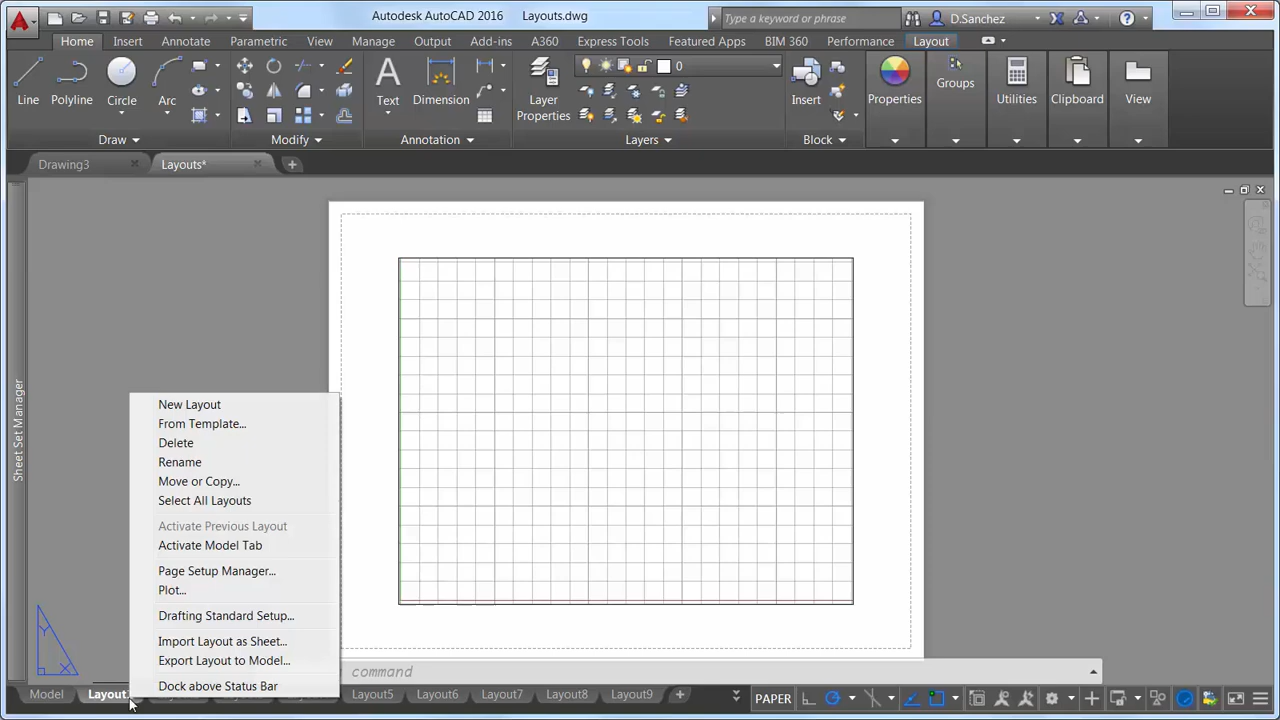 Autodesk AutoCAD 2016 Layouts.dwg
Type a keyword or phrase
D.Sanchez
Home Insert Annotate Parametric View Manage Output Add-ins A360 Express Tools Featured Apps BIM 360 Performance Layout
Line Polyline Circle Arc
Text Dimension
Layer
Properties
0
Insert
Properties
Groups
Utilities
Clipboard
View
Draw Modify Annotation Layers Block
Drawing3 Layouts*
Sheet Set Manager
New Layout
From Template...
Delete
Rename
Move or Copy...
Select All Layouts
Activate Previous Layout
Activate Model Tab
Page Setup Manager...
Plot...
Drafting Standard Setup...
Import Layout as Sheet...
Export Layout to Model...
Dock above Status Bar
Y
X
command
Model Layout1 Layout5 Layout6 Layout7 Layout8 Layout9 + PAPER